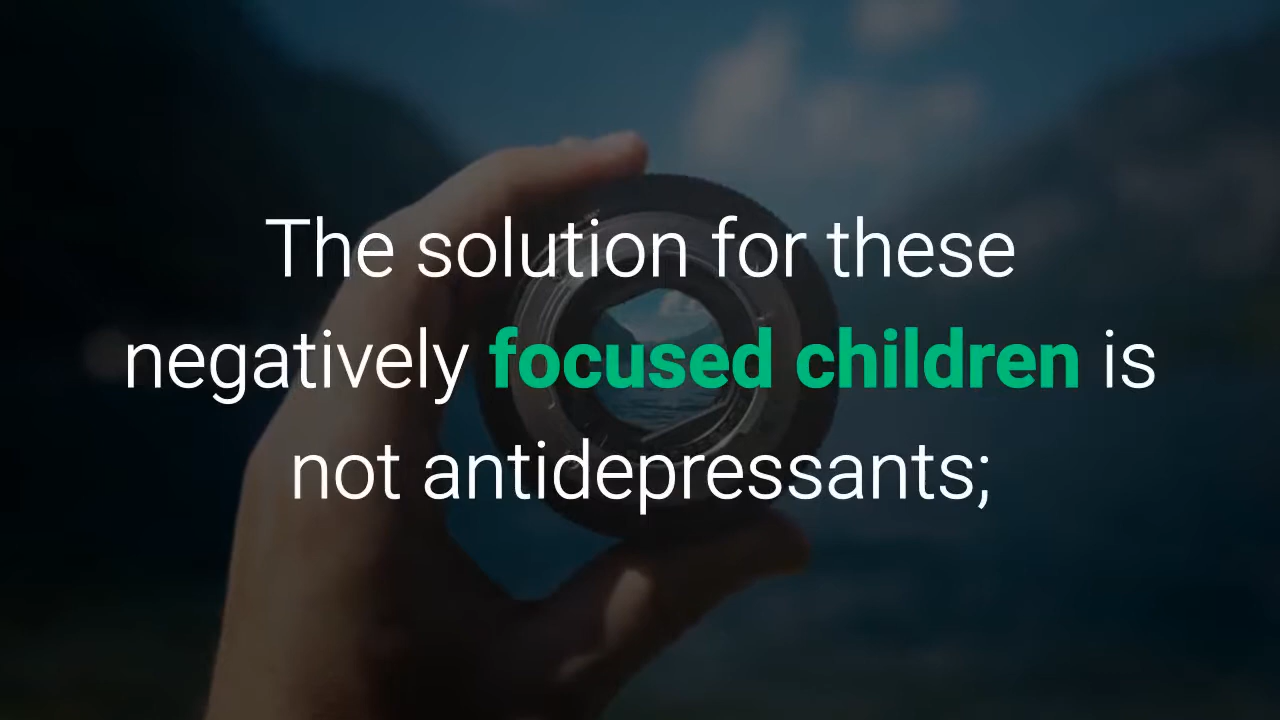 The solution for these
negatively focused children is
not antidepressants;